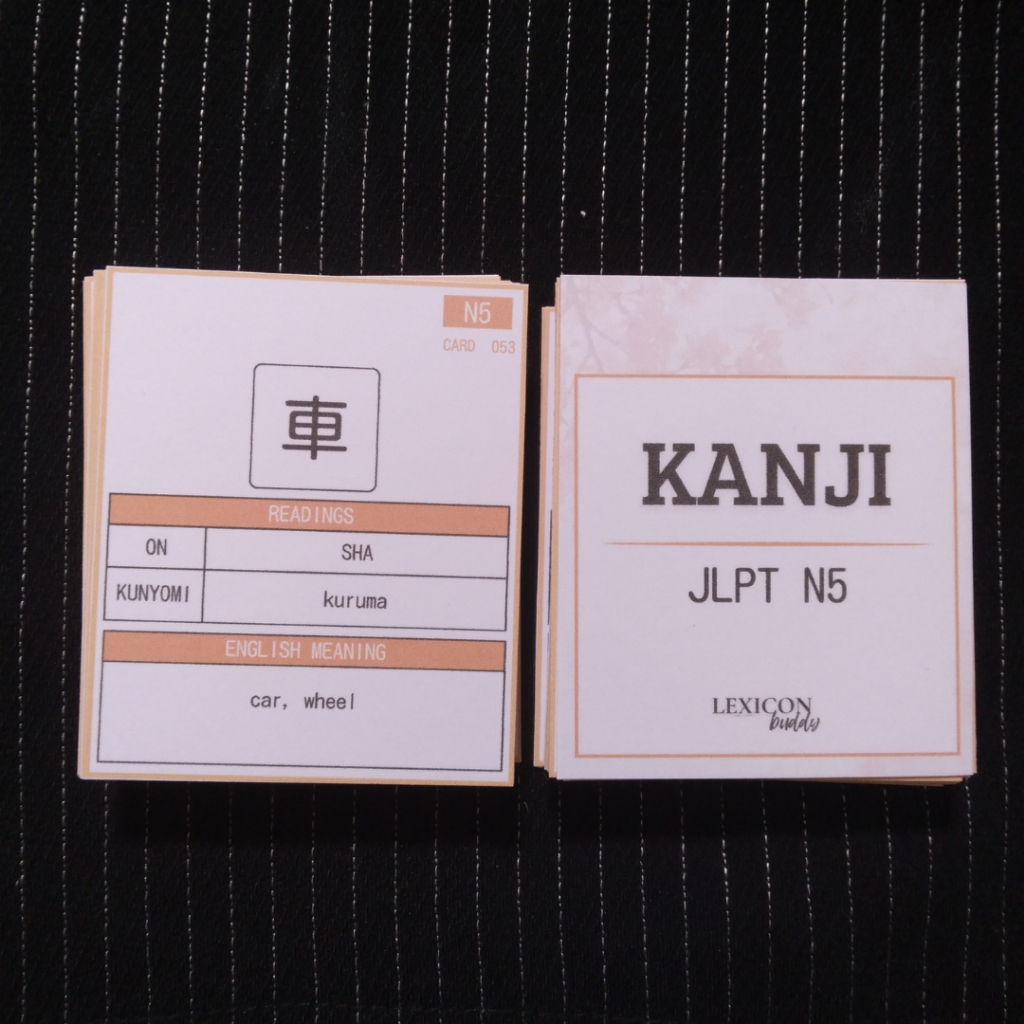 N5
CARD 053
車
READINGS
ON SHA
KUNYOMI kuruma
ENGLISH MEANING
car, wheel
KANJI
JLPT N5
LEXICON
buddy